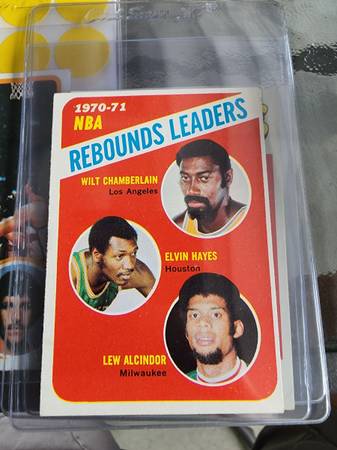 1970-71
NBA
REBOUNDS LEADERS
WILT CHAMBERLAIN
Los Angeles
ELVIN HAYES
Houston
LEW ALCINDOR
Milwaukee